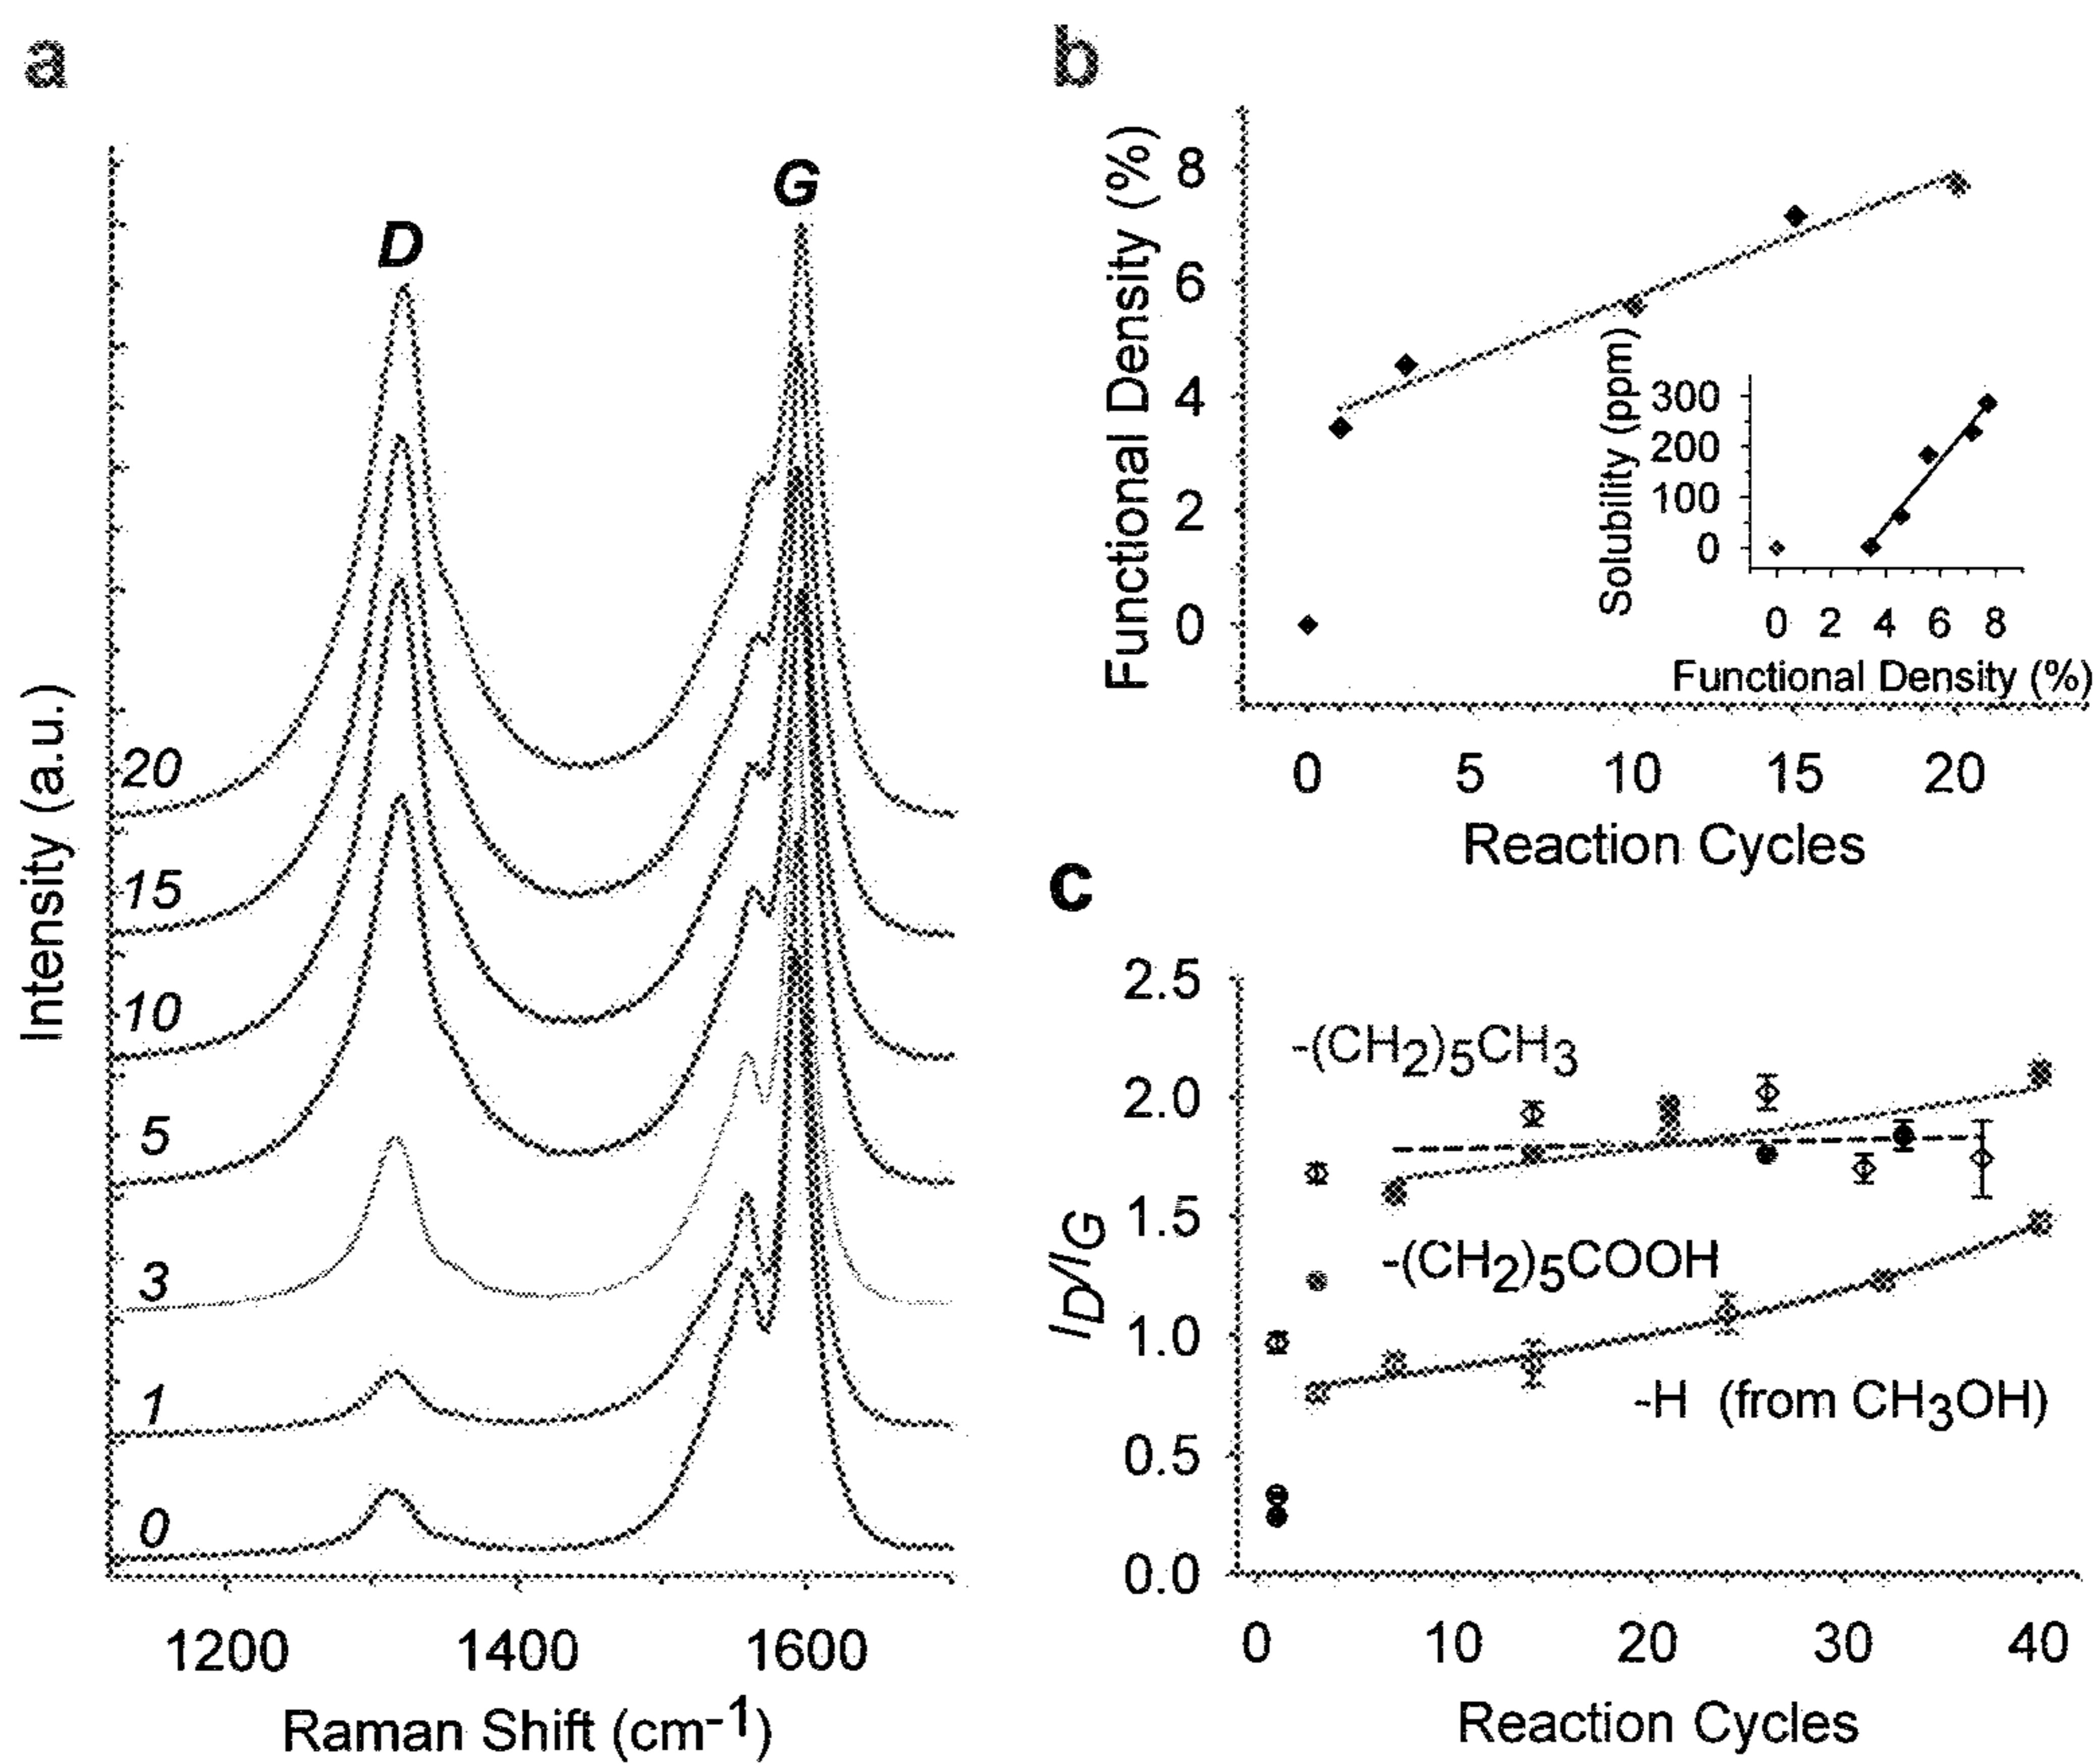 a
D
G
20
15
10
5
3
1
0
Intensity (a.u.)
1200 1400 1600
Raman Shift (cm-1)
b
Functional Density (%)
8
6
4
2
0
0 5 10 15 20
Reaction Cycles
Solubility (ppm)
300
200
100
0
0 2 4 6 8
Functional Density (%)
c
ID/IG
2.5
2.0
1.5
1.0
0.5
0.0
-(CH2)5CH3
-(CH2)5COOH
-H (from CH3OH)
0 10 20 30 40
Reaction Cycles